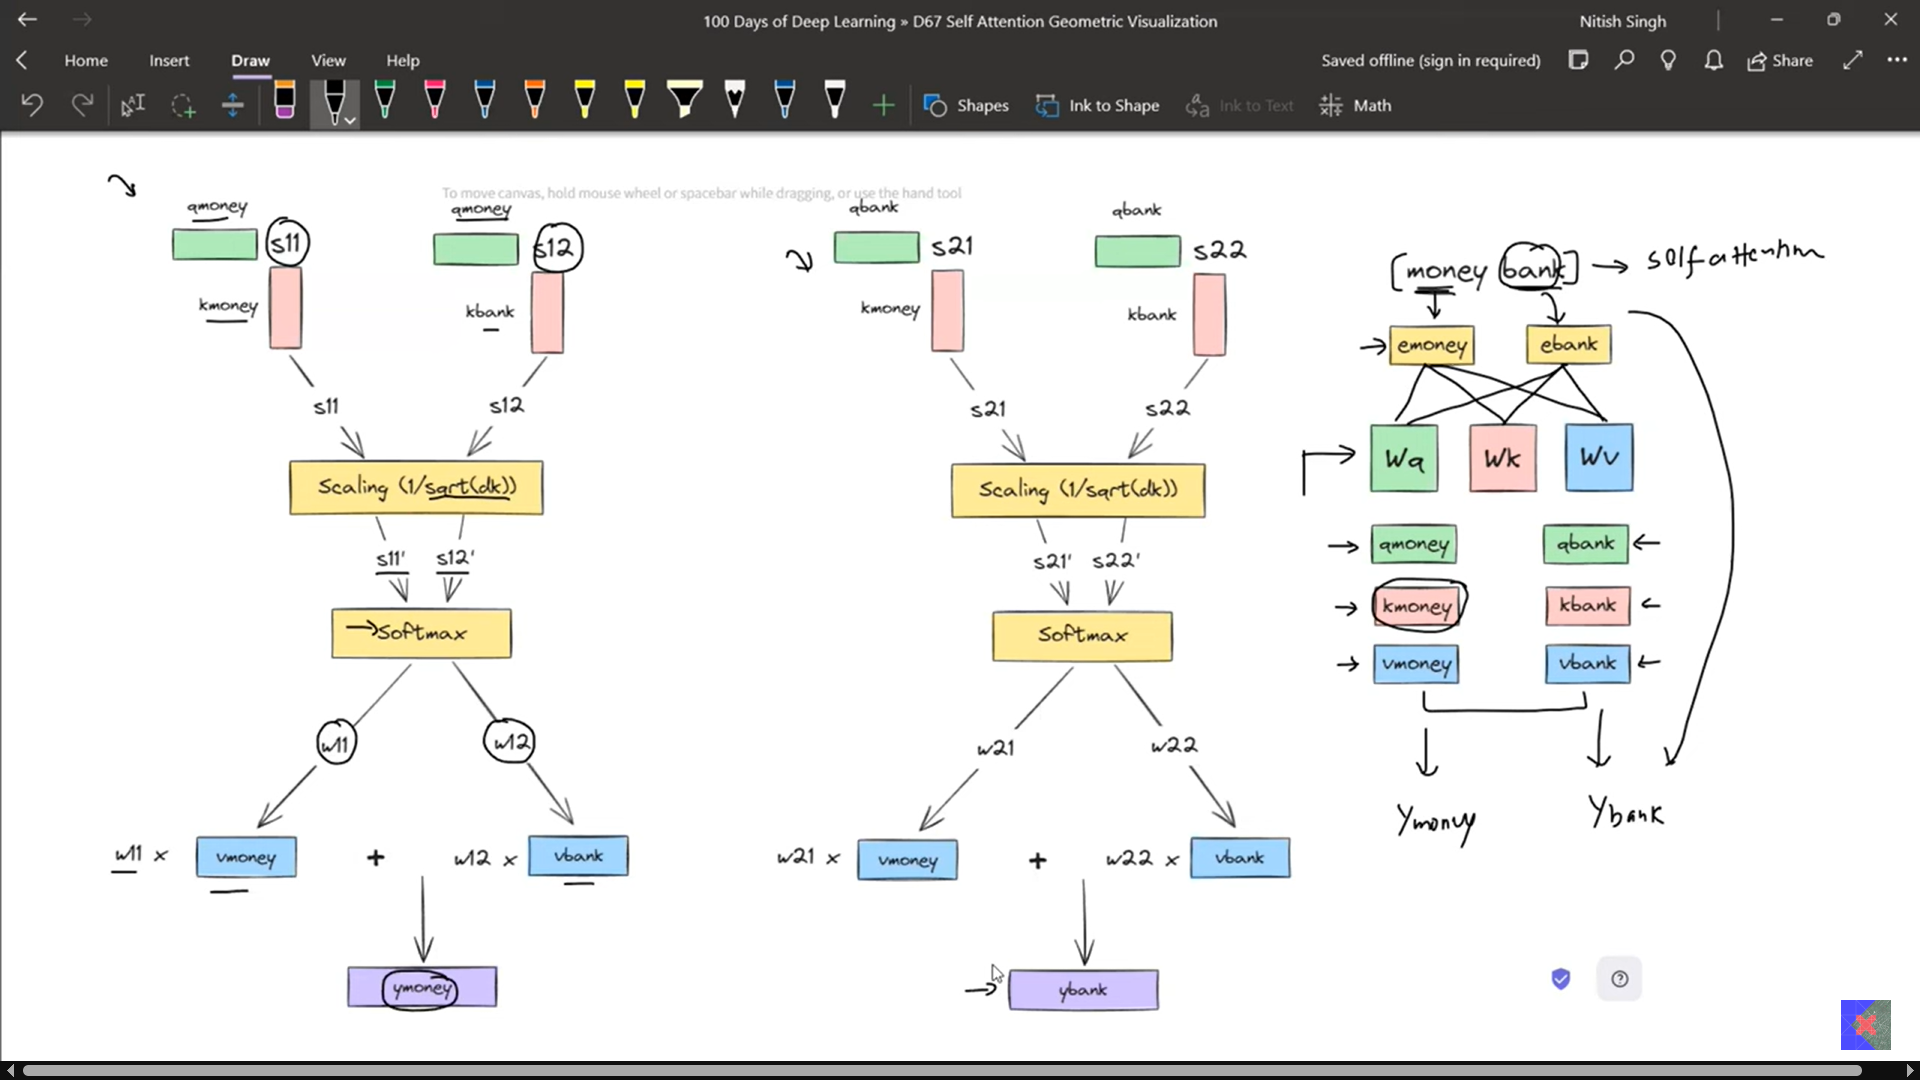 100 Days of Deep Learning » D67 Self Attention Geometric Visualization
Nitish Singh
Home Insert Draw View Help
Saved offline (sign in required)
Share
Shapes
Ink to Shape
Ink to Text
Math
To move canvas, hold mouse wheel or spacebar while dragging, or use the hand tool
qmoney
s11
kmoney
qmoney
s12
kbank
s11 s12
Scaling (1/sqrt(dk))
s11' s12'
Softmax
w11 w12
w11 x vmoney + w12 x vbank
ymoney
qbank
s21
kmoney
qbank
s22
kbank
s21 s22
Scaling (1/sqrt(dk))
s21' s22'
Softmax
w21 w22
w21 x vmoney + w22 x vbank
ybank
[money bank] → self attention
emoney ebank
Wq Wk Wv
qmoney qbank
kmoney kbank
vmoney vbank
Ymoney Ybank